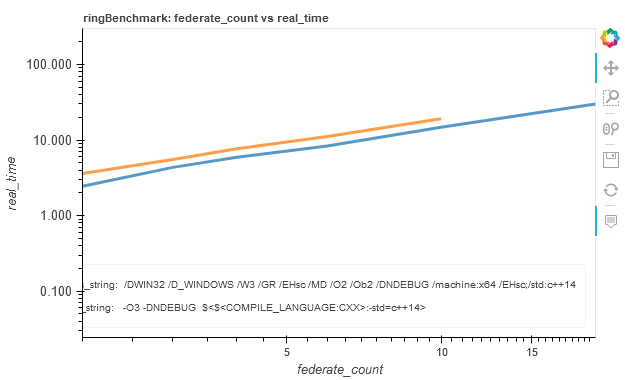 ringBenchmark: federate_count vs real_time
100.000
10.000
1.000
0.100
real_time
_string: /DWIN32 /D_WINDOWS /W3 /GR /EHsc /MD /O2 /Ob2 /DNDEBUG /machine:x64 /EHsc;/std:c++14
_string: -O3 -DNDEBUG $<$<COMPILE_LANGUAGE:CXX>:-std=c++14>
5
10
15
federate_count